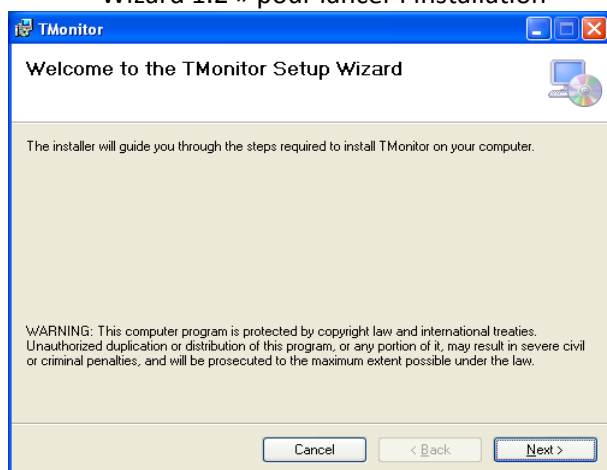 Wizard 1.2 » pour lancer l'installation
TMonitor
Welcome to the TMonitor Setup Wizard
The installer will guide you through the steps required to install TMonitor on your computer.
WARNING: This computer program is protected by copyright law and international treaties.
Unauthorized duplication or distribution of this program, or any portion of it, may result in severe civil
or criminal penalties, and will be prosecuted to the maximum extent possible under the law.
Cancel < Back Next >